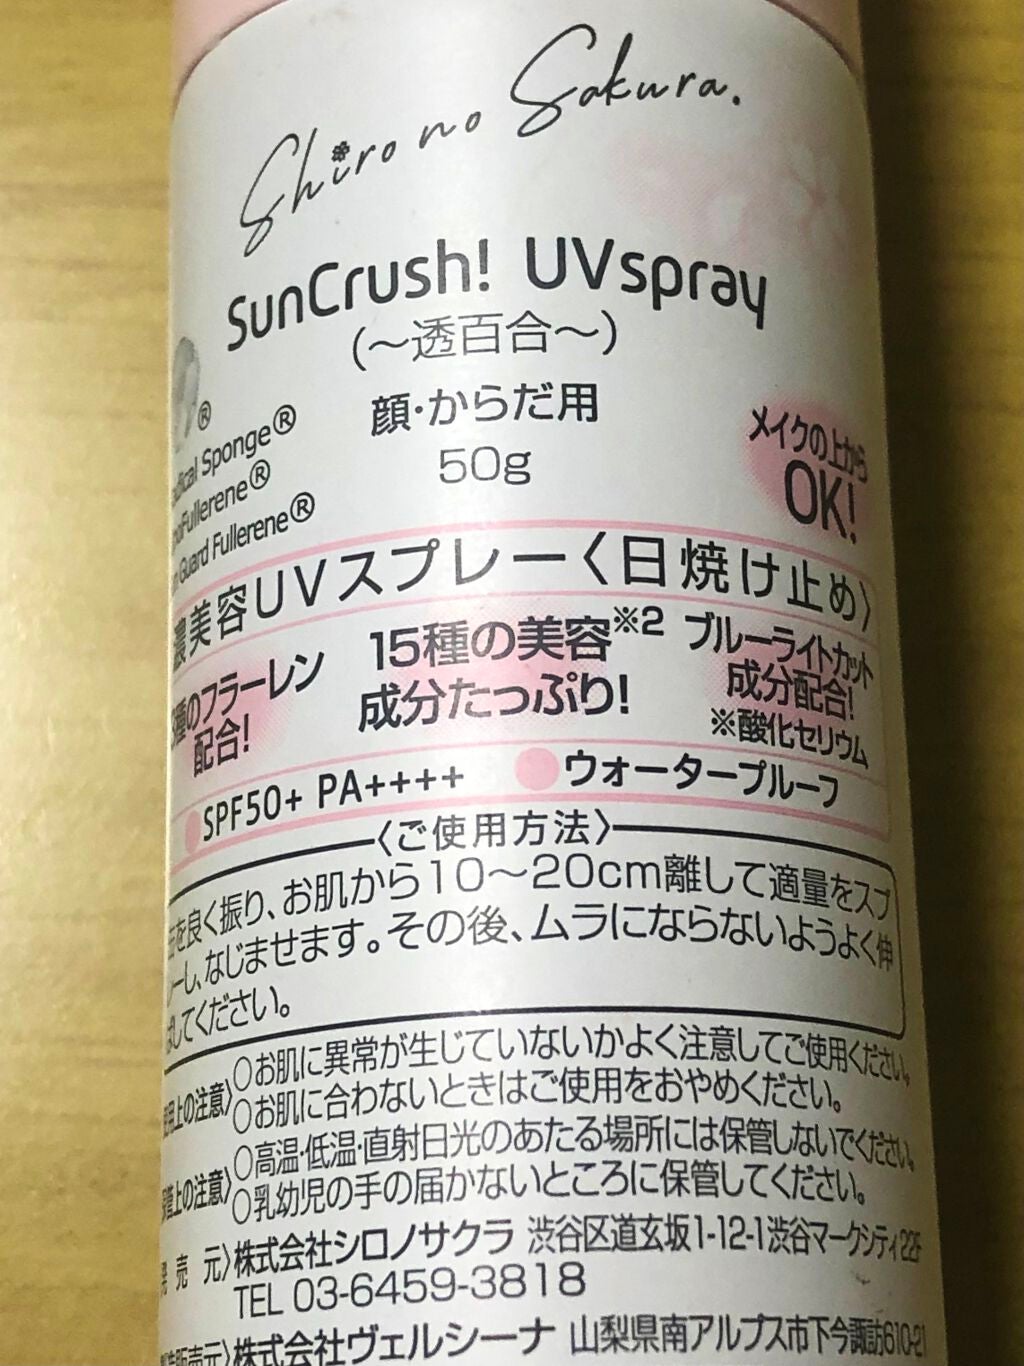 Shiro no Sakura.
SunCrush! UVspray
(～透百合～)
顔・からだ用
50g
メイクの上から
OK!
®
Sponge®
Fullerene®
Guard Fullerene®
美容UVスプレー〈日焼け止め〉
種のフラーレン
配合!
15種の美容※2
成分たっぷり!
ブルーライトカット
成分配合!
※酸化セリウム
SPF50+ PA++++
ウォータープルーフ
〈ご使用方法〉
を良く振り、お肌から10～20cm離して適量をスプ
ーし、なじませます。その後、ムラにならないようよく伸
してください。
上の注意〉○お肌に異常が生じていないかよく注意してご使用ください。
○お肌に合わないときはご使用をおやめください。
上の注意〉○高温・低温・直射日光のあたる場所には保管しないでください。
○乳幼児の手の届かないところに保管してください。
売 元〉株式会社シロノサクラ 渋谷区道玄坂1-12-1渋谷マークシティ22F
TEL 03-6459-3818
販売元〉株式会社ヴェルシーナ 山梨県南アルプス市下今諏訪610-21